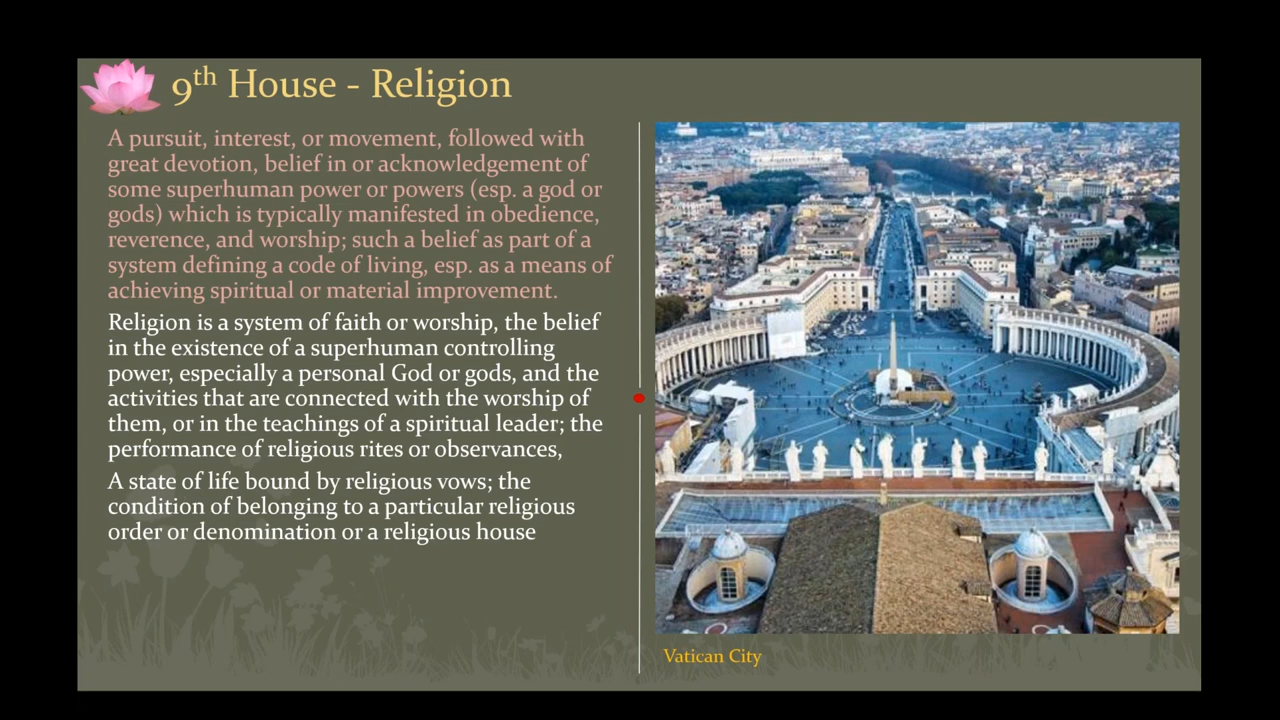 9th House - Religion
A pursuit, interest, or movement, followed with
great devotion, belief in or acknowledgement of
some superhuman power or powers (esp. a god or
gods) which is typically manifested in obedience,
reverence, and worship; such a belief as part of a
system defining a code of living, esp. as a means of
achieving spiritual or material improvement.
Religion is a system of faith or worship, the belief
in the existence of a superhuman controlling
power, especially a personal God or gods, and the
activities that are connected with the worship of
them, or in the teachings of a spiritual leader; the
performance of religious rites or observances,
A state of life bound by religious vows; the
condition of belonging to a particular religious
order or denomination or a religious house
Vatican City